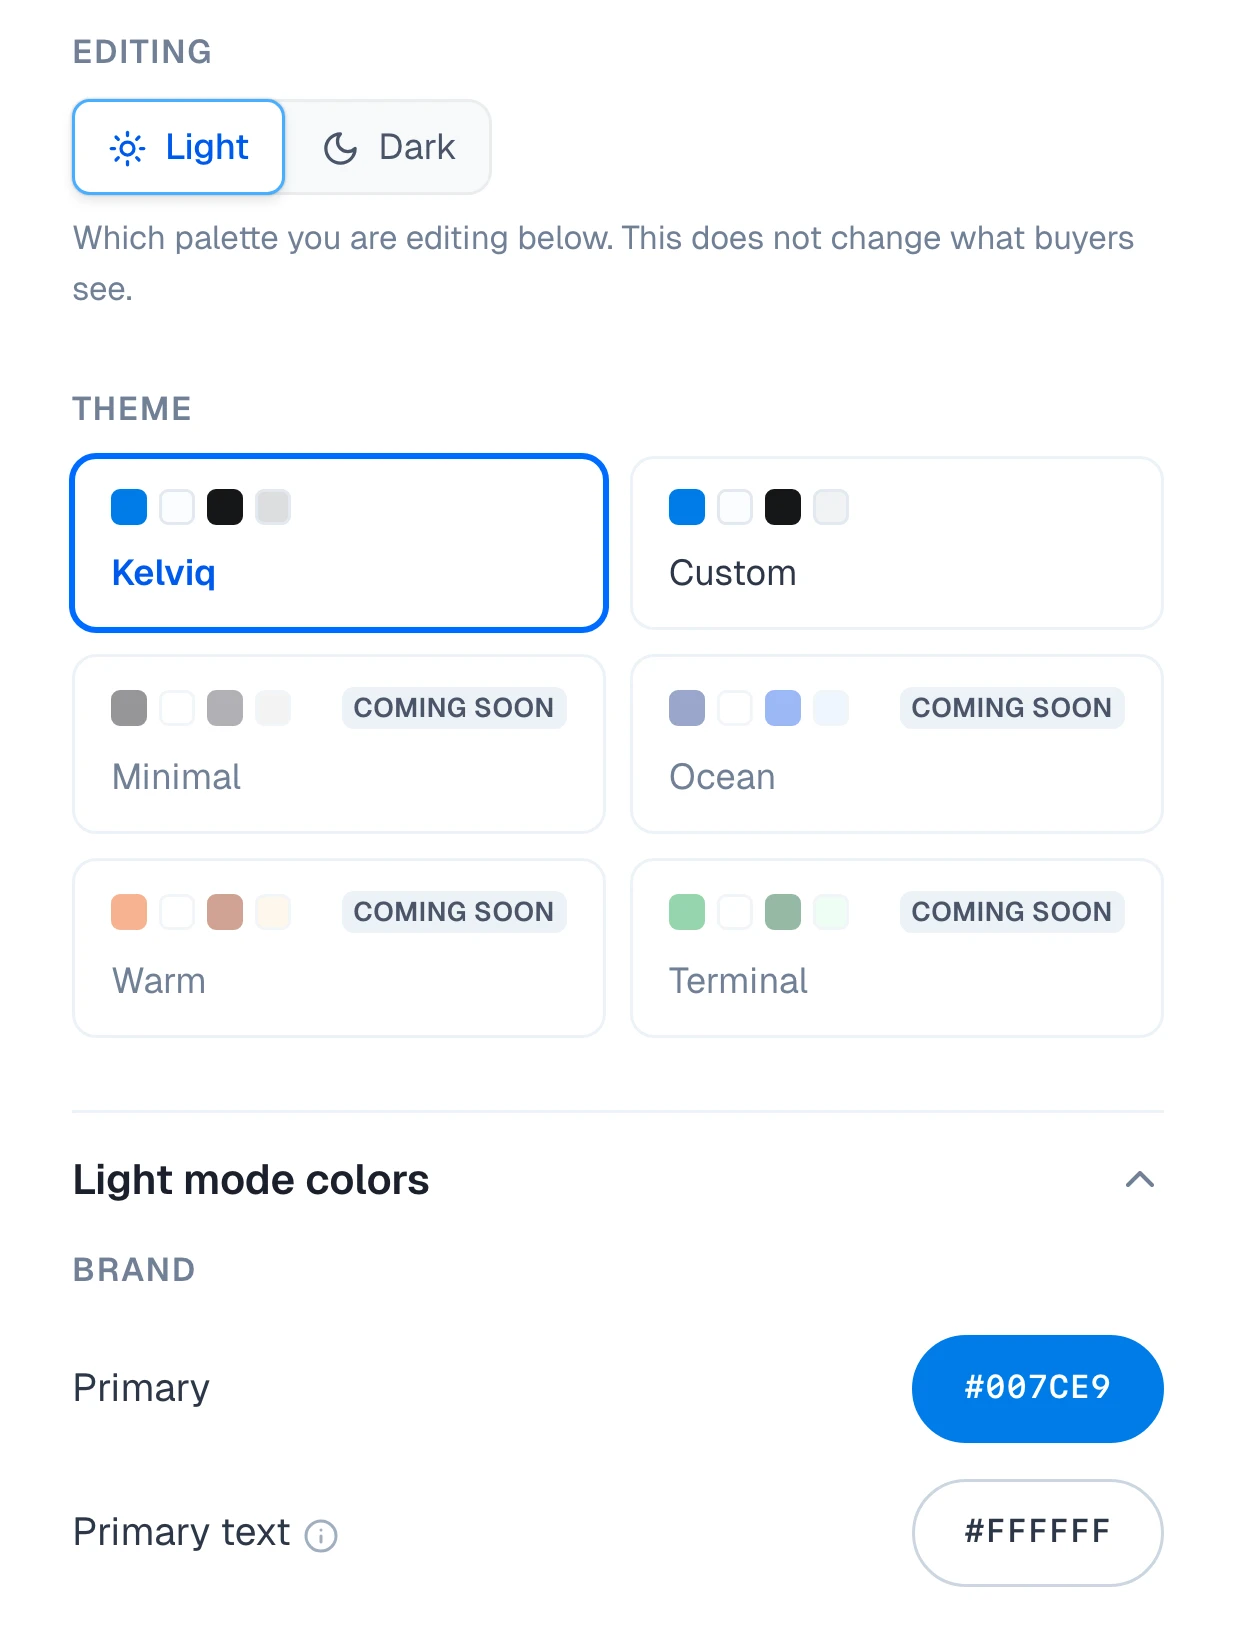 EDITING
Light
Dark
Which palette you are editing below. This does not change what buyers
see.
THEME
Kelviq
Custom
COMING SOON
Minimal
COMING SOON
Ocean
COMING SOON
Warm
COMING SOON
Terminal
Light mode colors
BRAND
Primary
#007CE9
Primary text
#FFFFFF